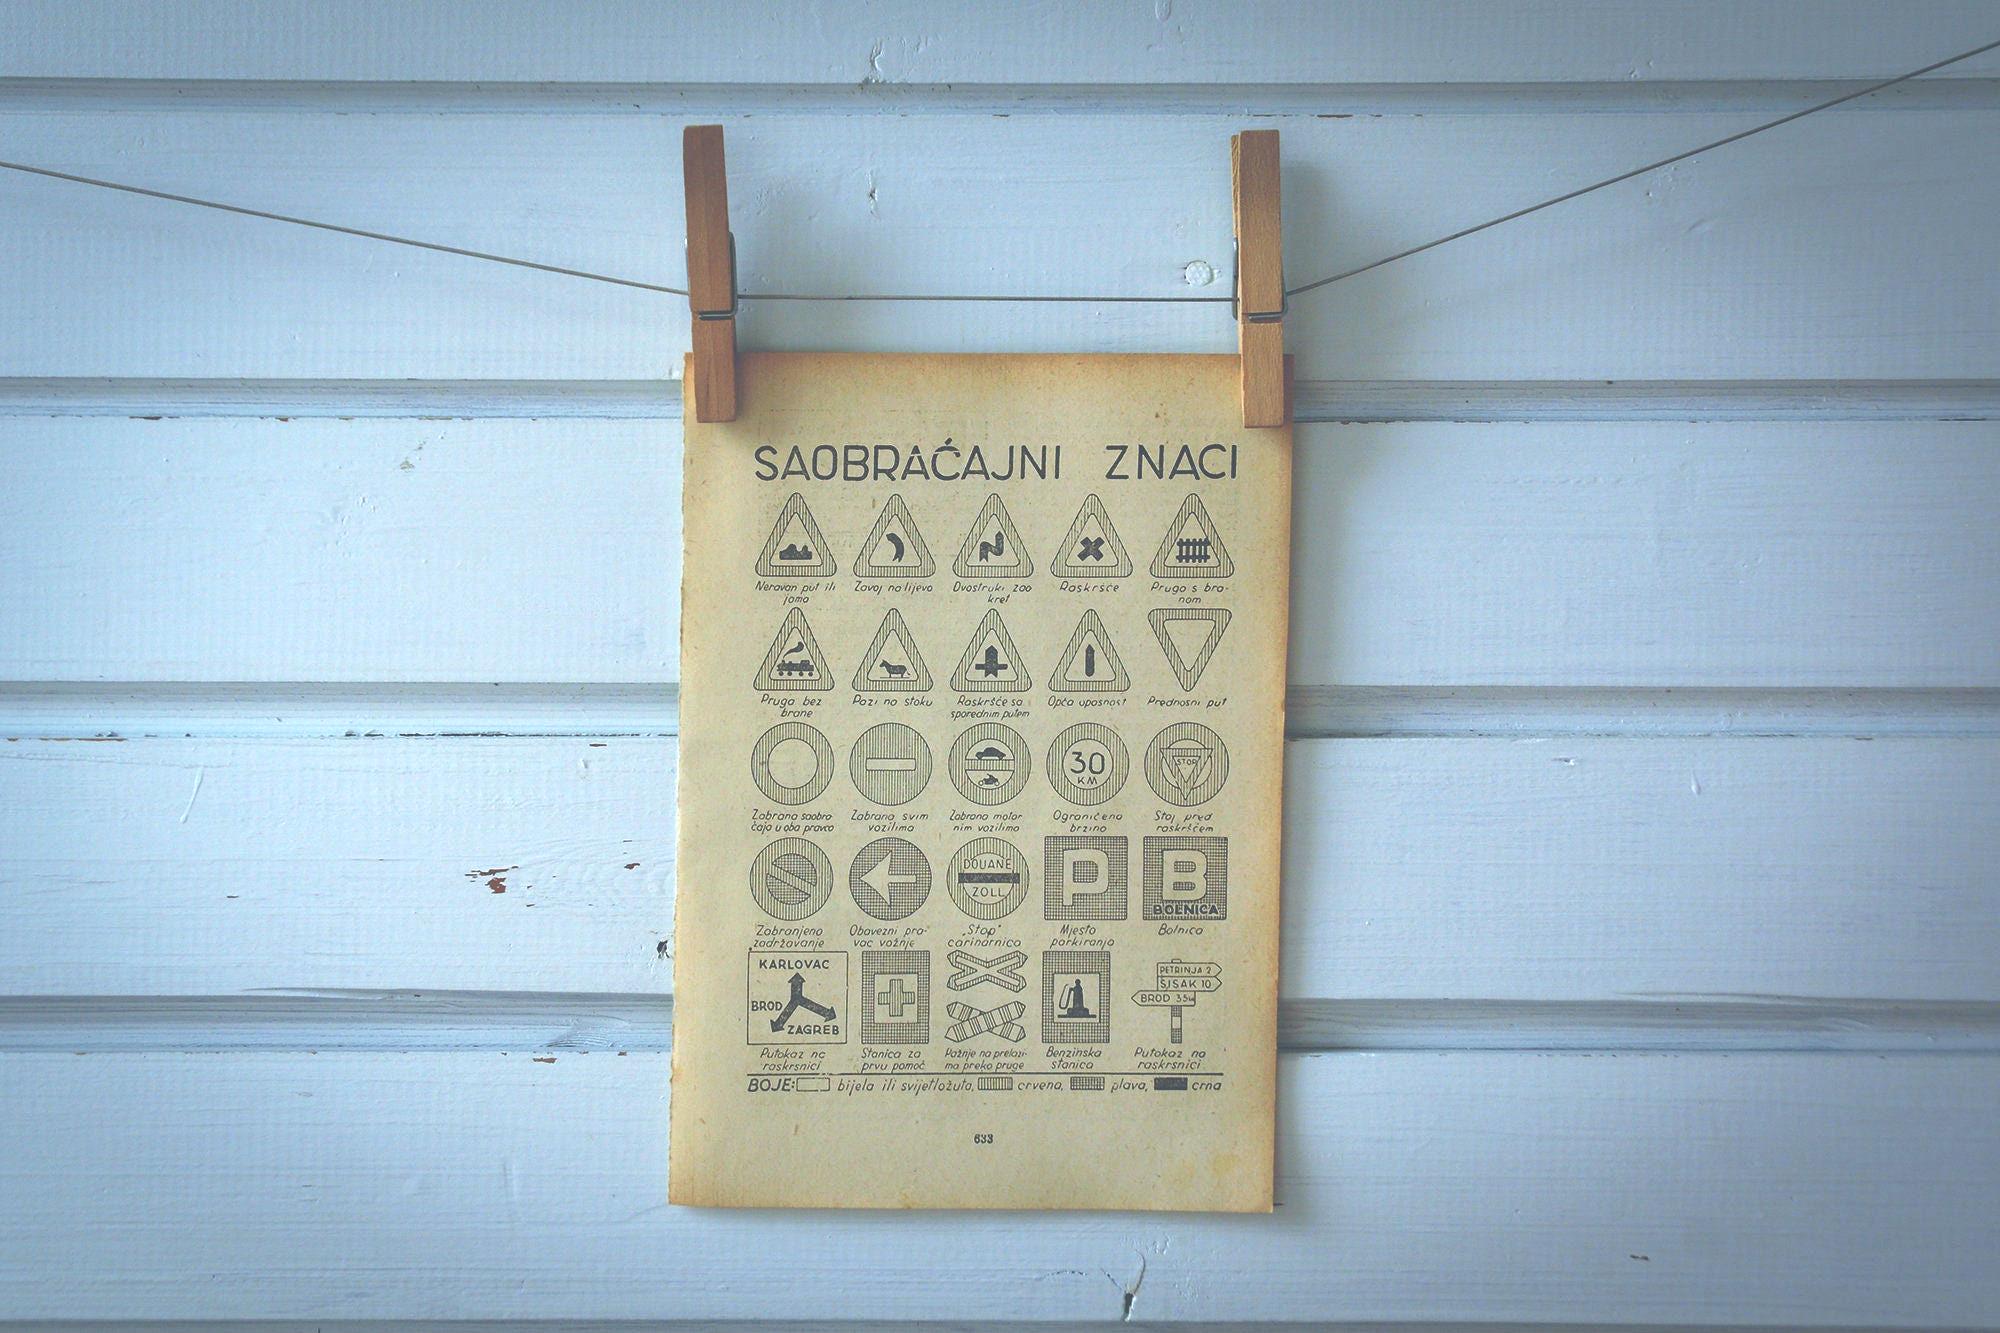 SAOBRAĆAJNI ZNACI
Neravan put ili
jama
Zavoj na lijevo
Dvostruki zao
kret
Raskršće
Pruga s bra-
nom
Pruga bez
brane
Pazi na stoku
Raskršće sa
sporednim putem
Opća opasnost
Prednosni put
30
KM
STOP
Zabrana saobra
ćaja u oba pravca
Zabrana svim
vozilima
Zabrana motor
nim vozilima
Ograničena
brzina
Stoj pred
raskršćem
DOUANE
ZOLL
P
B
BOLNICA
Zabranjeno
zadržavanje
Obavezni pra-
vac vožnje
„Stop"
carinarnica
Mjesto
parkiranja
Bolnica
KARLOVAC
BROD
ZAGREB
PETRINJA 2
SISAK 10
BROD 35
Putokaz na
raskrsnici
Stanica za
prvu pomoć
Pažnje na prelazi-
ma preko pruge
Benzinska
stanica
Putokaz na
raskrsnici
BOJE: bijela ili svijetložuta, crvena, plava, crna
633